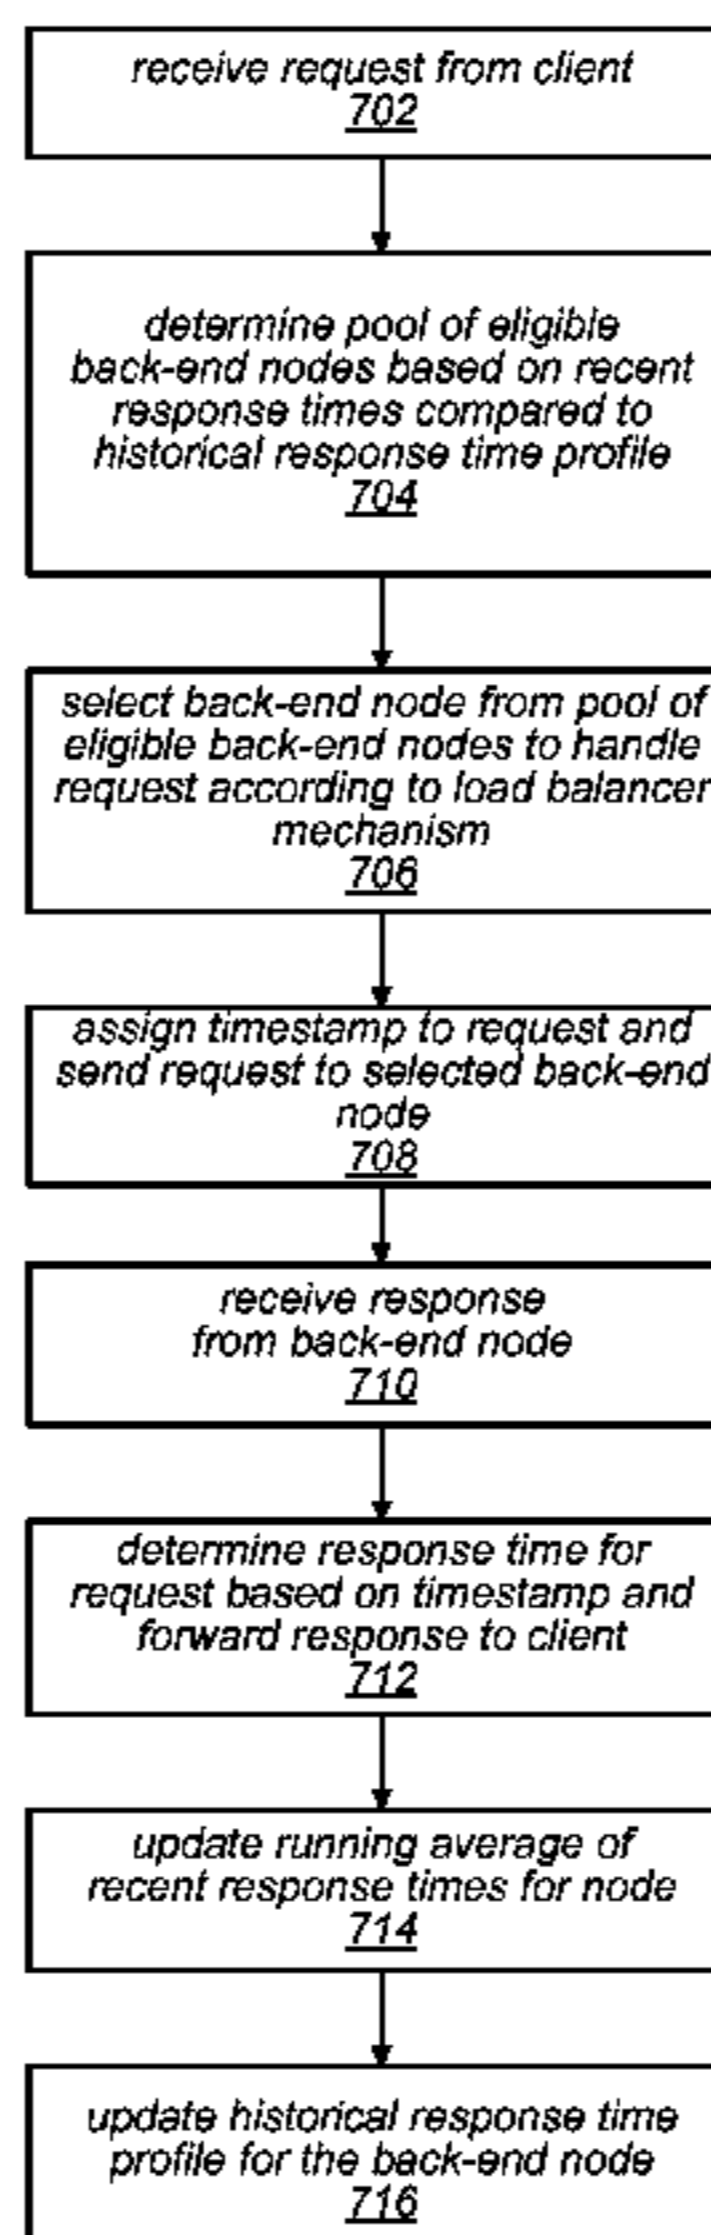 receive request from client
702
determine pool of eligible
back-end nodes based on recent
response times compared to
historical response time profile
704
select back-end node from pool of
eligible back-end nodes to handle
request according to load balancer
mechanism
706
assign timestamp to request and
send request to selected back-end
node
708
receive response
from back-end node
710
determine response time for
request based on timestamp and
forward response to client
712
update running average of
recent response times for node
714
update historical response time
profile for the back-end node
716